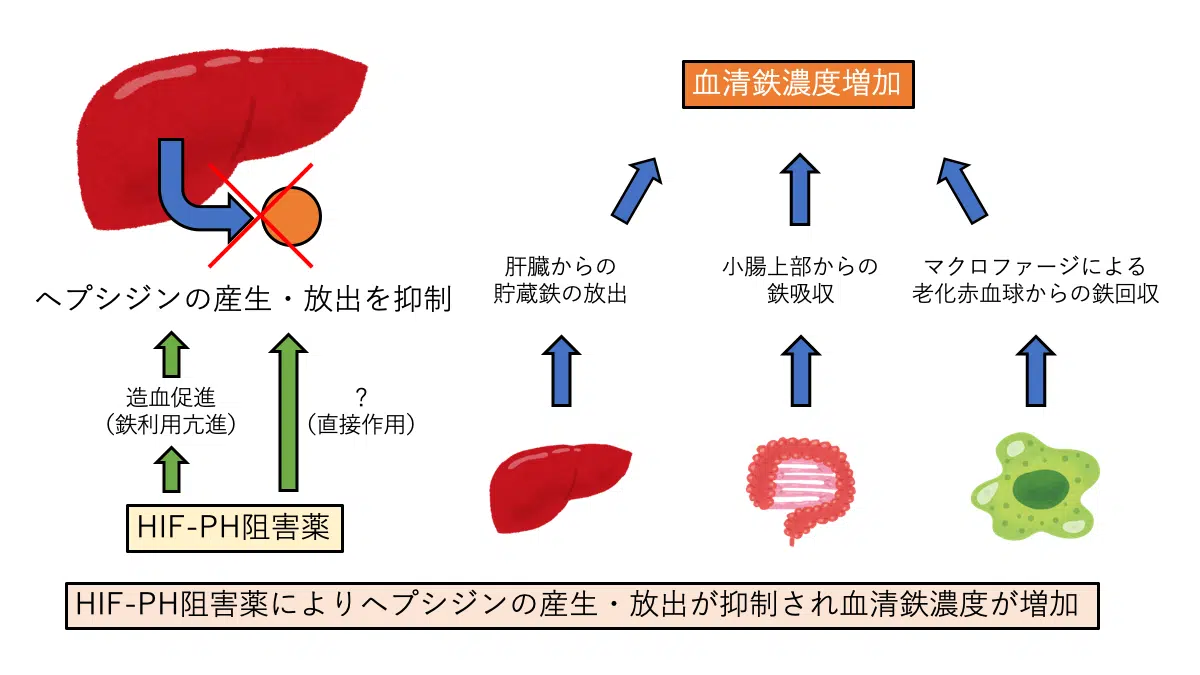 血清鉄濃度増加
肝臓からの
貯蔵鉄の放出
小腸上部からの
鉄吸収
マクロファージによる
老化赤血球からの鉄回収
ヘプシジンの産生・放出を抑制
造血促進
(鉄利用亢進)
?
(直接作用)
HIF-PH阻害薬
HIF-PH阻害薬によりヘプシジンの産生・放出が抑制され血清鉄濃度が増加